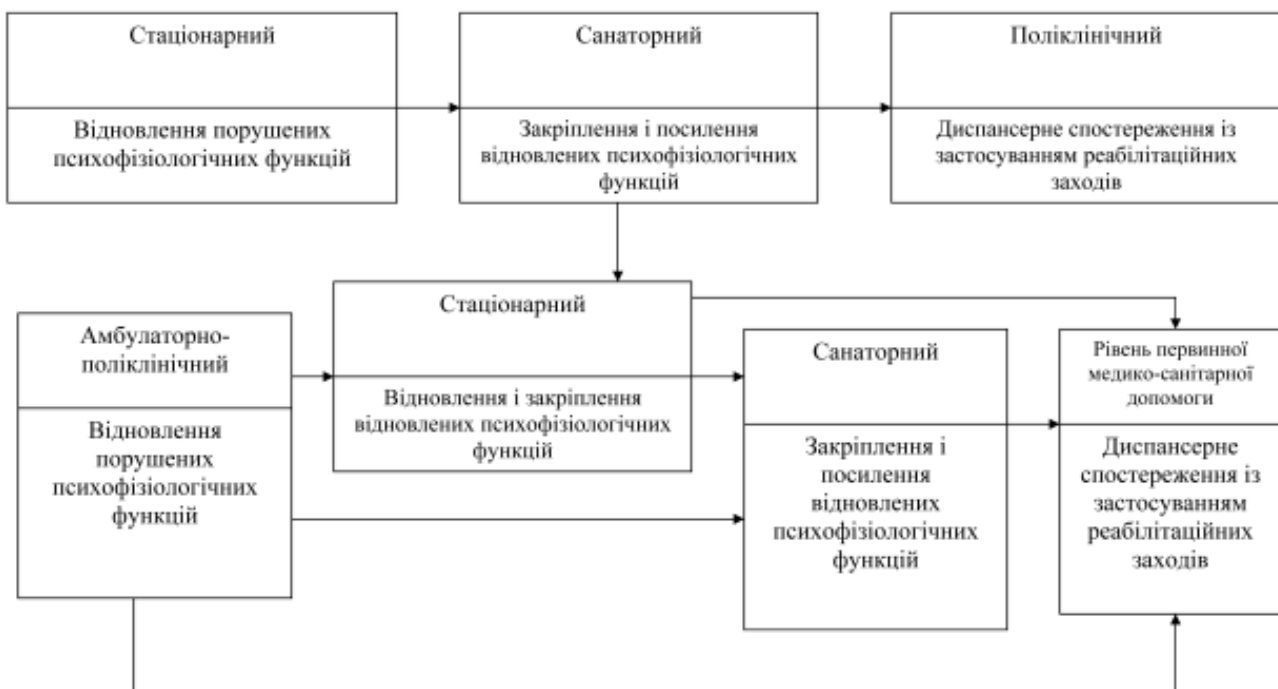 Стаціонарний
Відновлення порушених
психофізіологічних функцій
Санаторний
Закріплення і посилення
відновлених психофізіологічних
функцій
Поліклінічний
Диспансерне спостереження із
застосуванням реабілітаційних
заходів
Амбулаторно-
поліклінічний
Відновлення
порушених
психофізіологічних
функцій
Стаціонарний
Відновлення і закріплення
відновлених психофізіологічних
функцій
Санаторний
Закріплення і
посилення
відновлених
психофізіологічних
функцій
Рівень первинної
медико-санітарної
допомоги
Диспансерне
спостереження із
застосуванням
реабілітаційних
заходів